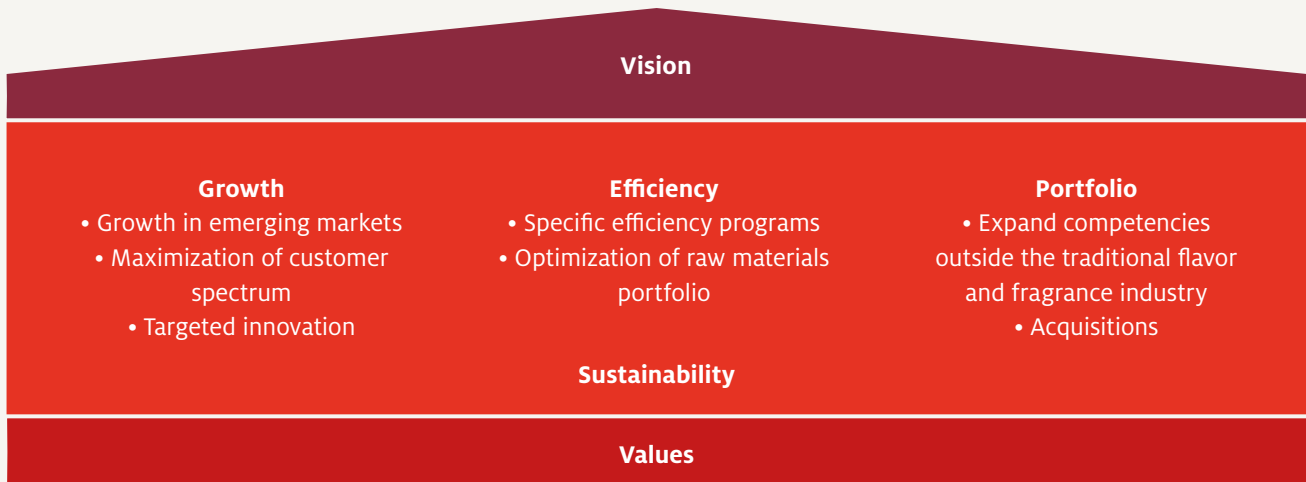 Vision
Growth
• Growth in emerging markets
• Maximization of customer
spectrum
• Targeted innovation
Efficiency
• Specific efficiency programs
• Optimization of raw materials
portfolio
Portfolio
• Expand competencies
outside the traditional flavor
and fragrance industry
• Acquisitions
Sustainability
Values